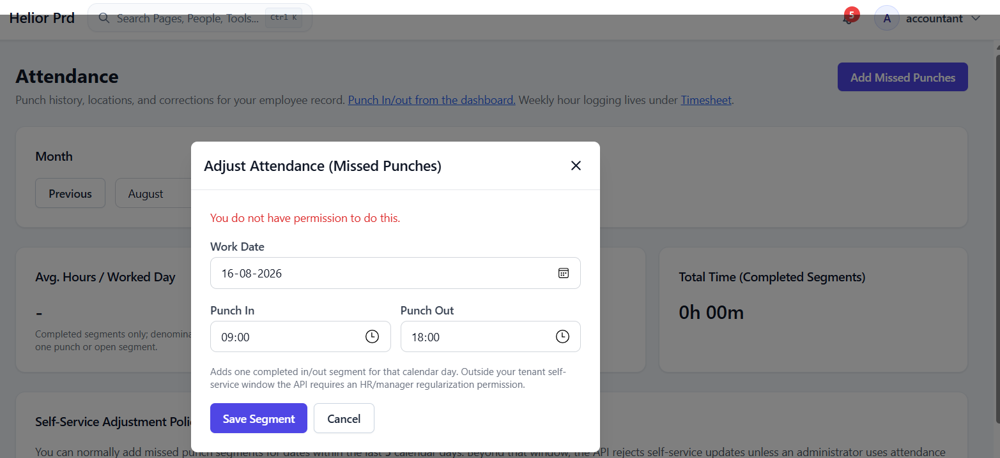 Helior Prd
Search Pages, People, Tools...
Ctrl K
5
A
accountant
Attendance
Add Missed Punches
Punch history, locations, and corrections for your employee record. Punch In/out from the dashboard. Weekly hour logging lives under Timesheet.
Month
Previous
August
Adjust Attendance (Missed Punches)
You do not have permission to do this.
Work Date
16-08-2026
Punch In
Punch Out
09:00
18:00
Adds one completed in/out segment for that calendar day. Outside your tenant self-
service window the API requires an HR/manager regularization permission.
Save Segment
Cancel
Avg. Hours / Worked Day
-
Completed segments only;
one punch or open segment.
Total Time (Completed Segments)
0h 00m
Self-Service Adjustment
You can normally add missed punch segments for dates within the last 5 calendar days. Beyond that window, the API rejects self-service updates unless an administrator uses attendance